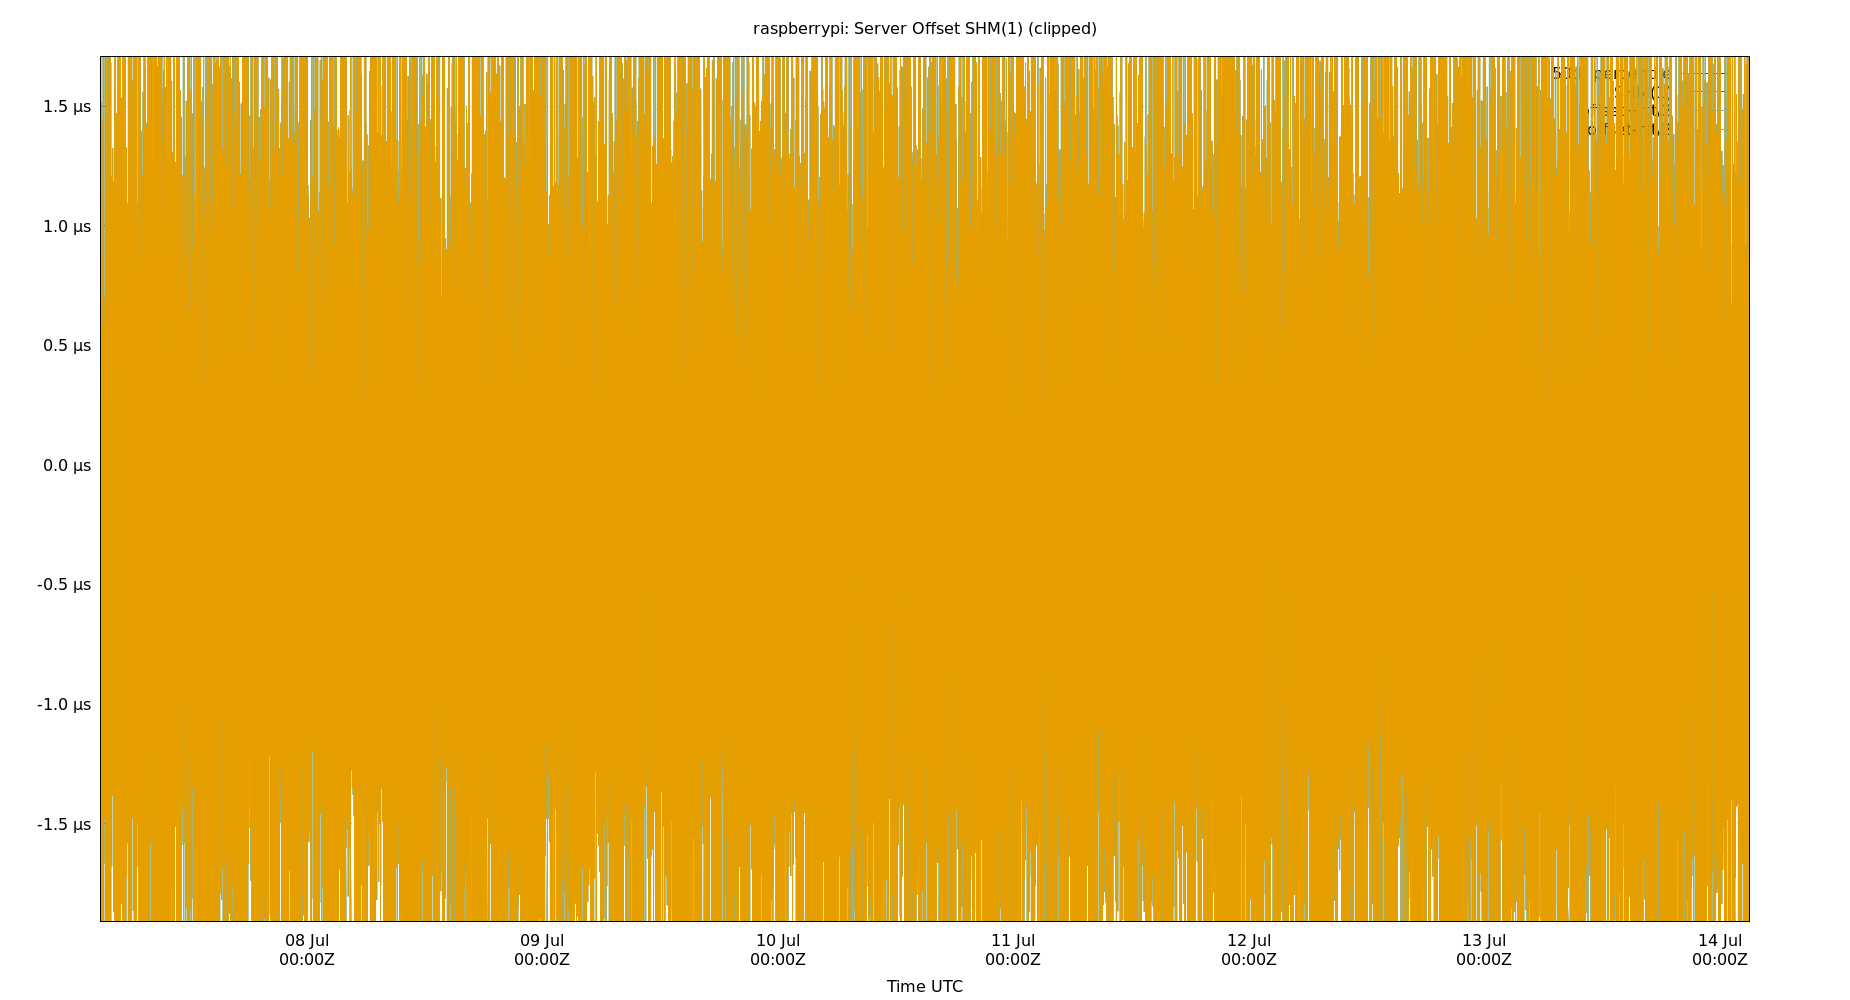 raspberrypi: Server Offset SHM(1) (clipped)
1.5 µs
1.0 µs
0.5 µs
0.0 µs
-0.5 µs
-1.0 µs
-1.5 µs
08 Jul 09 Jul 10 Jul 11 Jul 12 Jul 13 Jul 14 Jul
00:00Z 00:00Z 00:00Z 00:00Z 00:00Z 00:00Z 00:00Z
Time UTC